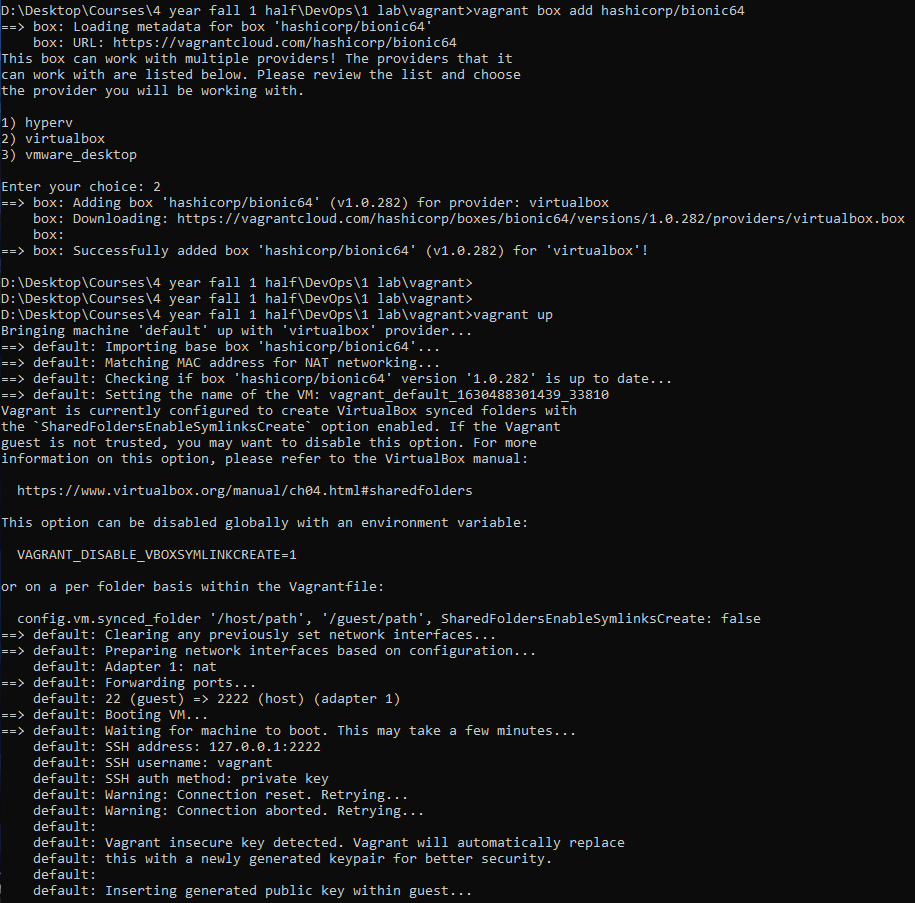 D:\Desktop\Courses\4 year fall 1 half\DevOps\1 lab\vagrant>vagrant box add hashicorp/bionic64
==> box: Loading metadata for box 'hashicorp/bionic64'
    box: URL: https://vagrantcloud.com/hashicorp/bionic64
This box can work with multiple providers! The providers that it
can work with are listed below. Please review the list and choose
the provider you will be working with.

1) hyperv
2) virtualbox
3) vmware_desktop

Enter your choice: 2
==> box: Adding box 'hashicorp/bionic64' (v1.0.282) for provider: virtualbox
    box: Downloading: https://vagrantcloud.com/hashicorp/boxes/bionic64/versions/1.0.282/providers/virtualbox.box
    box:
==> box: Successfully added box 'hashicorp/bionic64' (v1.0.282) for 'virtualbox'!

D:\Desktop\Courses\4 year fall 1 half\DevOps\1 lab\vagrant>
D:\Desktop\Courses\4 year fall 1 half\DevOps\1 lab\vagrant>
D:\Desktop\Courses\4 year fall 1 half\DevOps\1 lab\vagrant>vagrant up
Bringing machine 'default' up with 'virtualbox' provider...
==> default: Importing base box 'hashicorp/bionic64'...
==> default: Matching MAC address for NAT networking...
==> default: Checking if box 'hashicorp/bionic64' version '1.0.282' is up to date...
==> default: Setting the name of the VM: vagrant_default_1630488301439_33810
Vagrant is currently configured to create VirtualBox synced folders with
the `SharedFoldersEnableSymlinksCreate` option enabled. If the Vagrant
guest is not trusted, you may want to disable this option. For more
information on this option, please refer to the VirtualBox manual:

  https://www.virtualbox.org/manual/ch04.html#sharedfolders

This option can be disabled globally with an environment variable:

  VAGRANT_DISABLE_VBOXSYMLINKCREATE=1

or on a per folder basis within the Vagrantfile:

  config.vm.synced_folder '/host/path', '/guest/path', SharedFoldersEnableSymlinksCreate: false
==> default: Clearing any previously set network interfaces...
==> default: Preparing network interfaces based on configuration...
    default: Adapter 1: nat
==> default: Forwarding ports...
    default: 22 (guest) => 2222 (host) (adapter 1)
==> default: Booting VM...
==> default: Waiting for machine to boot. This may take a few minutes...
    default: SSH address: 127.0.0.1:2222
    default: SSH username: vagrant
    default: SSH auth method: private key
    default: Warning: Connection reset. Retrying...
    default: Warning: Connection aborted. Retrying...
    default:
    default: Vagrant insecure key detected. Vagrant will automatically replace
    default: this with a newly generated keypair for better security.
    default:
    default: Inserting generated public key within guest...